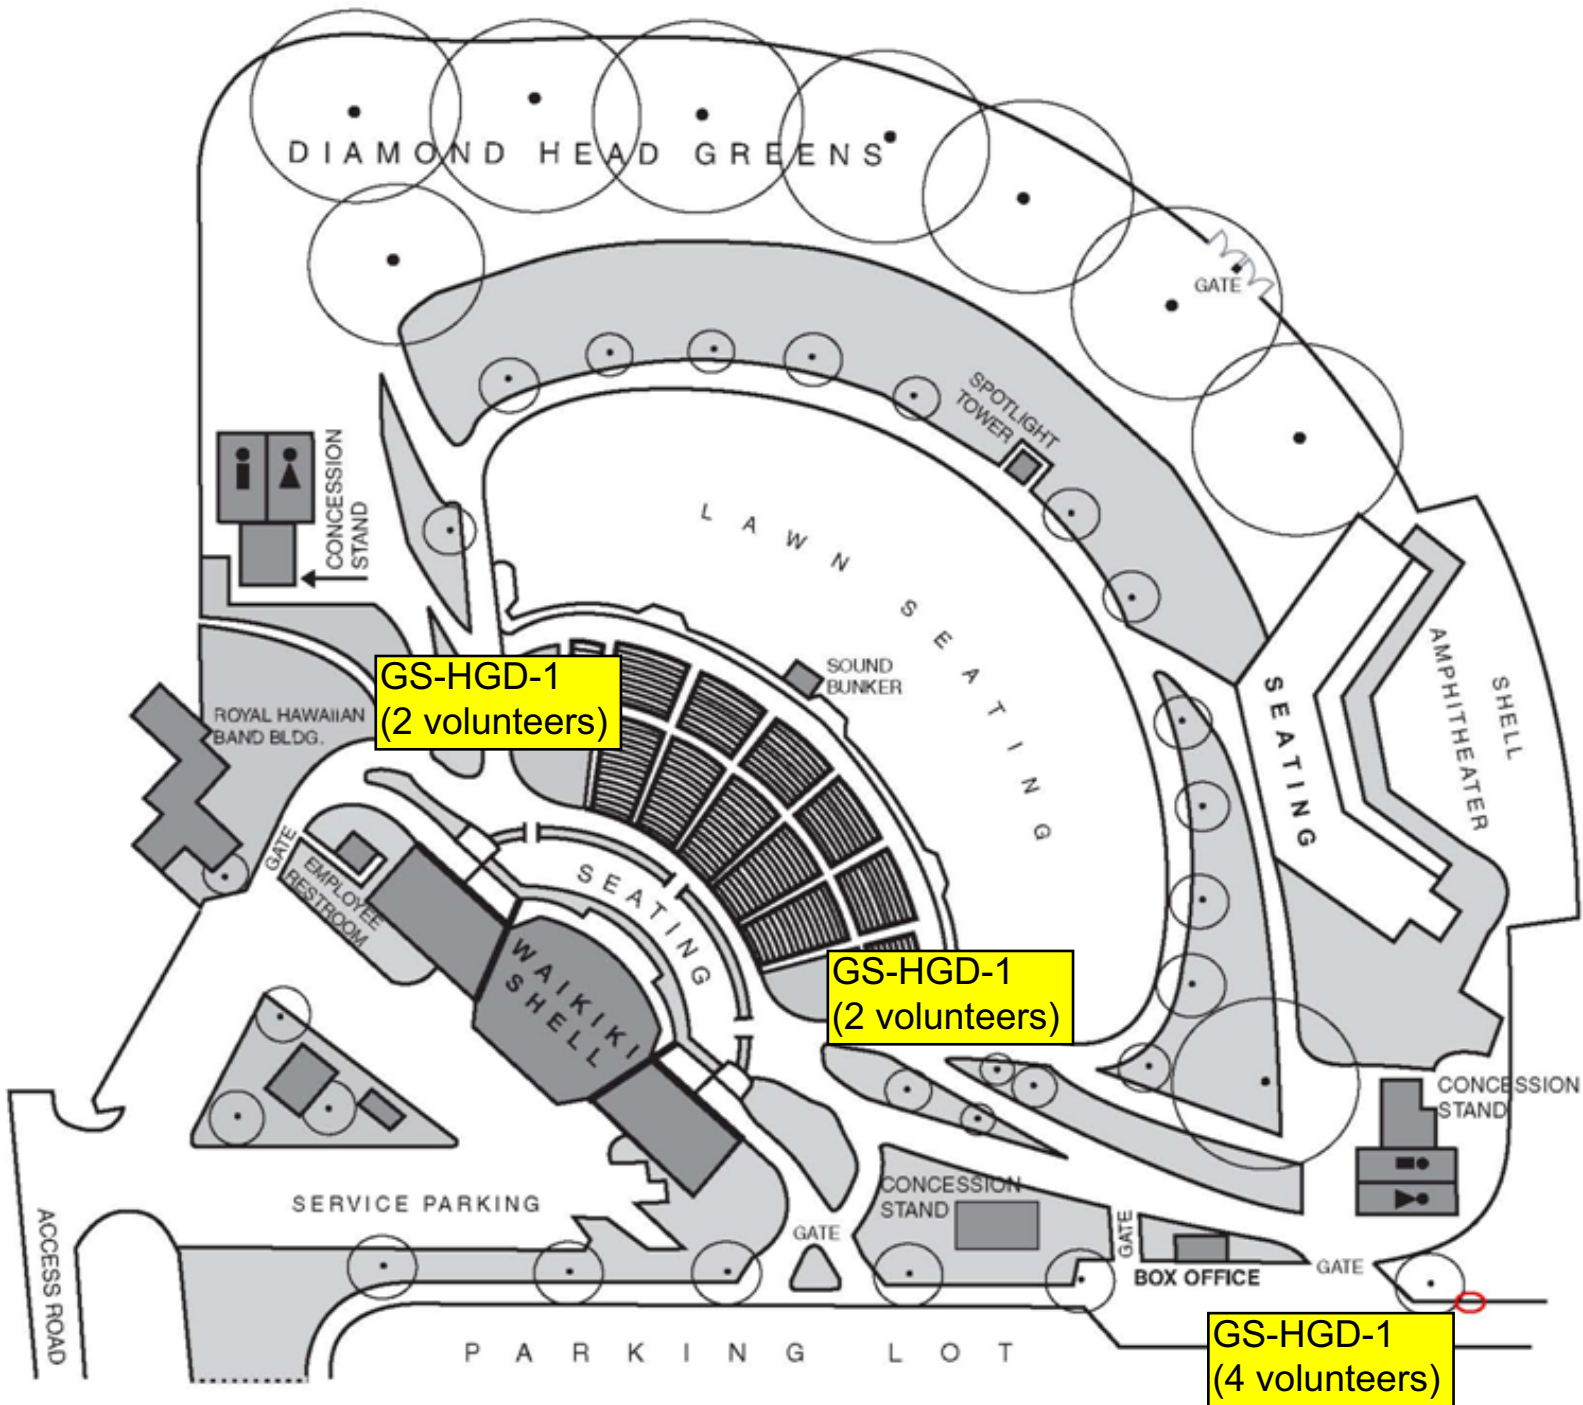 DIAMOND HEAD GREENS
GATE
SPOTLIGHT
TOWER
CONCESSION
STAND
LAWN SEATING
SOUND
BUNKER
GS-HGD-1
(2 volunteers)
ROYAL HAWAIIAN
BAND BLDG.
SEATING
SHELL
AMPHITHEATER
GATE
EMPLOYEE
RESTROOM
SEATING
WAIKIKI
SHELL
GS-HGD-1
(2 volunteers)
CONCESSION
STAND
SERVICE PARKING
ACCESS ROAD
CONCESSION
STAND
GATE
GATE
BOX OFFICE
GATE
PARKING LOT
GS-HGD-1
(4 volunteers)